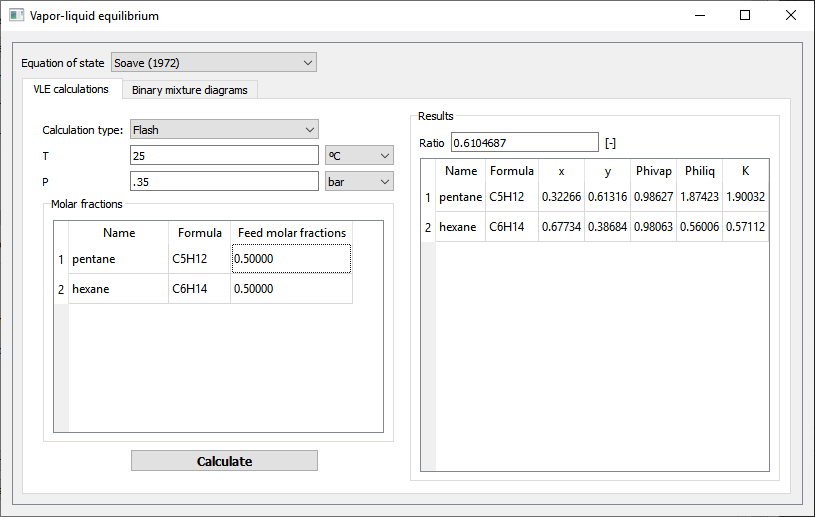 Vapor-liquid equilibrium
Equation of state Soave (1972)
VLE calculations Binary mixture diagrams
Calculation type: Flash
T 25 ºC
P .35 bar
Molar fractions
Name Formula Feed molar fractions
1 pentane C5H12 0.50000
2 hexane C6H14 0.50000
Calculate
Results
Ratio 0.6104687 [-]
Name Formula x y Phivap Philiq K
1 pentane C5H12 0.32266 0.61316 0.98627 1.87423 1.90032
2 hexane C6H14 0.67734 0.38684 0.98063 0.56006 0.57112